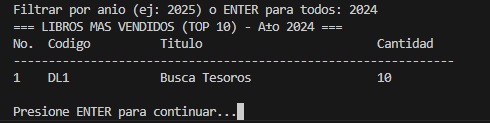 Filtrar por anio (ej: 2025) o ENTER para todos: 2024
=== LIBROS MAS VENDIDOS (TOP 10) - A±o 2024 ===
No. Codigo Titulo Cantidad
--------------------------------------------------------------
1 DL1 Busca Tesoros 10
Presione ENTER para continuar...